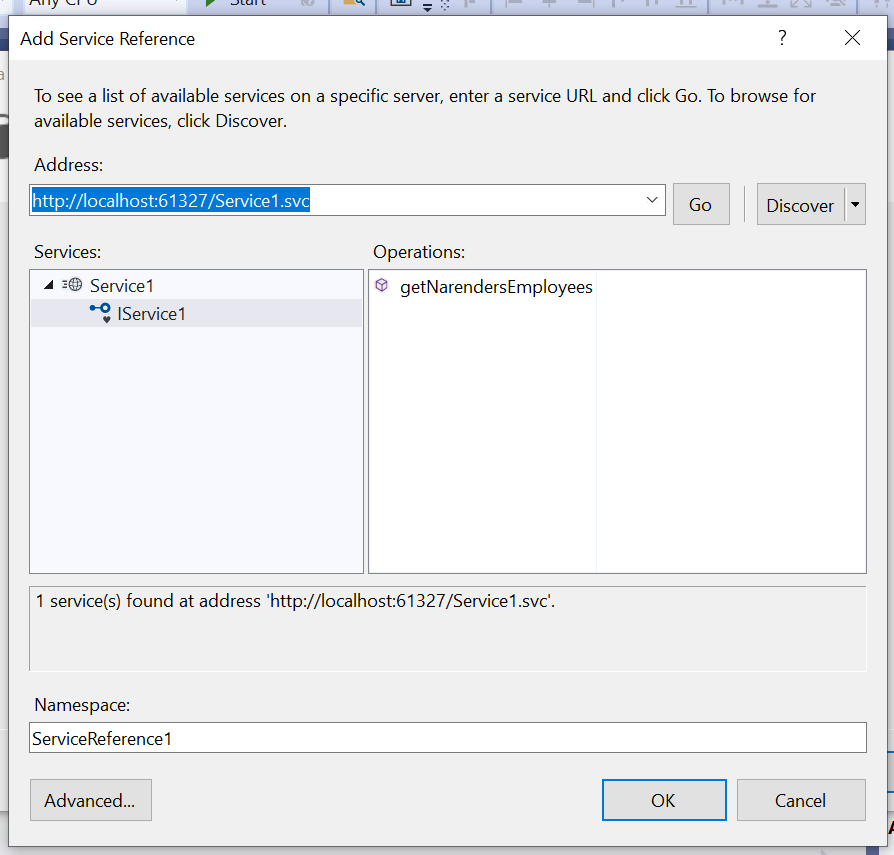 Any CPU
Start
Add Service Reference
?
To see a list of available services on a specific server, enter a service URL and click Go. To browse for
available services, click Discover.
Address:
http://localhost:61327/Service1.svc
Go
Discover
Services:
Operations:
Service1
getNarendersEmployees
IService1
1 service(s) found at address 'http://localhost:61327/Service1.svc'.
Namespace:
ServiceReference1
Advanced...
OK
Cancel